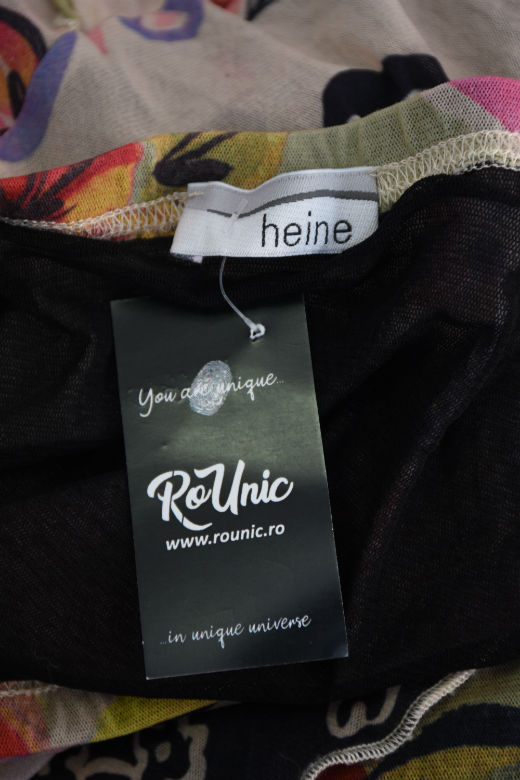 heine
You are unique...
RoUnic
www.rounic.ro
...in unique universe